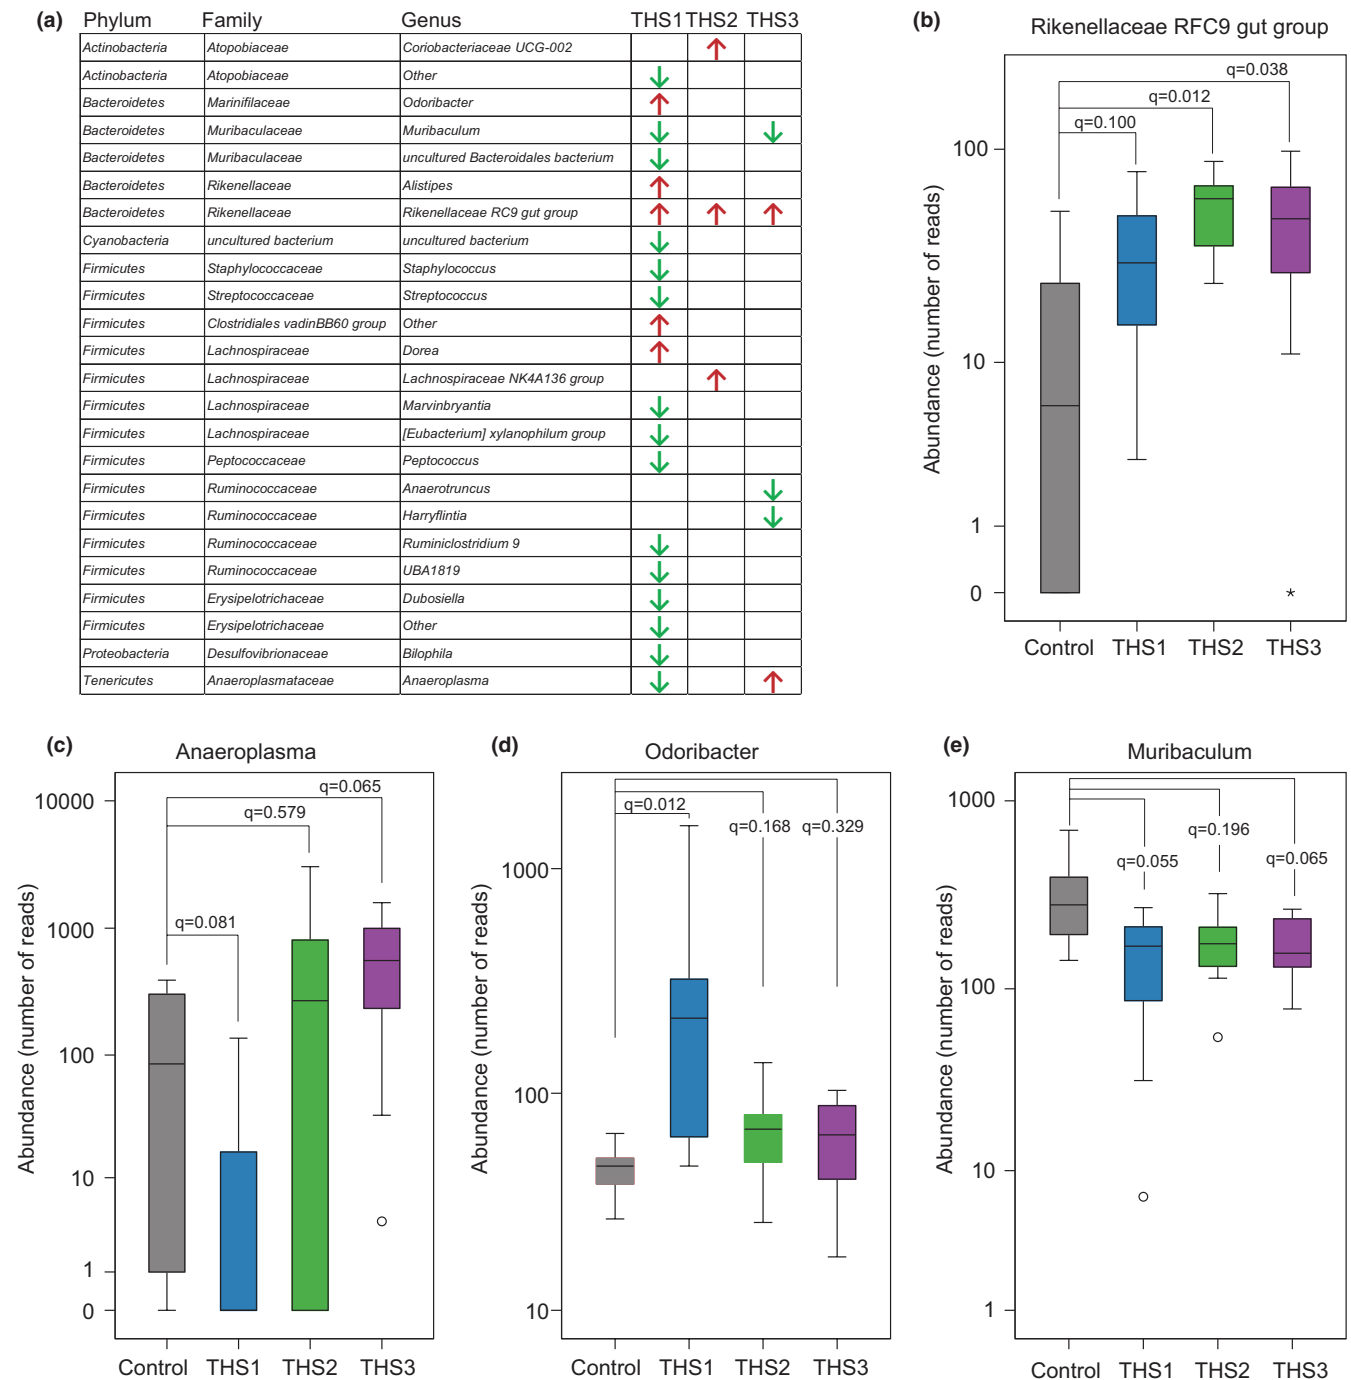 (a) Phylum Family Genus THS1 THS2 THS3
Actinobacteria Atopobiaceae Coriobacteriaceae UCG-002 ↑
Actinobacteria Atopobiaceae Other ↓
Bacteroidetes Marinifilaceae Odoribacter ↑
Bacteroidetes Muribaculaceae Muribaculum ↓ ↓
Bacteroidetes Muribaculaceae uncultured Bacteroidales bacterium ↓
Bacteroidetes Rikenellaceae Alistipes ↑
Bacteroidetes Rikenellaceae Rikenellaceae RC9 gut group ↑ ↑ ↑
Cyanobacteria uncultured bacterium uncultured bacterium ↓
Firmicutes Staphylococcaceae Staphylococcus ↓
Firmicutes Streptococcaceae Streptococcus ↓
Firmicutes Clostridiales vadinBB60 group Other ↑
Firmicutes Lachnospiraceae Dorea ↑
Firmicutes Lachnospiraceae Lachnospiraceae NK4A136 group ↑
Firmicutes Lachnospiraceae Marvinbryantia ↓
Firmicutes Lachnospiraceae [Eubacterium] xylanophilum group ↓
Firmicutes Peptococcaceae Peptococcus ↓
Firmicutes Ruminococcaceae Anaerotruncus ↓
Firmicutes Ruminococcaceae Harryflintia ↓
Firmicutes Ruminococcaceae Ruminiclostridium 9 ↓
Firmicutes Ruminococcaceae UBA1819 ↓
Firmicutes Erysipelotrichaceae Dubosiella ↓
Firmicutes Erysipelotrichaceae Other ↓
Proteobacteria Desulfovibrionaceae Bilophila ↓
Tenericutes Anaeroplasmataceae Anaeroplasma ↓ ↑
(b) Rikenellaceae RFC9 gut group
q=0.038
q=0.012
q=0.100
Abundance (number of reads)
100
10
1
0
*
Control THS1 THS2 THS3
(c) Anaeroplasma
q=0.065
q=0.579
q=0.081
Abundance (number of reads)
10000
1000
100
10
1
0
Control THS1 THS2 THS3
(d) Odoribacter
q=0.012
q=0.168 q=0.329
Abundance (number of reads)
1000
100
10
Control THS1 THS2 THS3
(e) Muribaculum
q=0.196
q=0.055 q=0.065
Abundance (number of reads)
1000
100
10
1
Control THS1 THS2 THS3